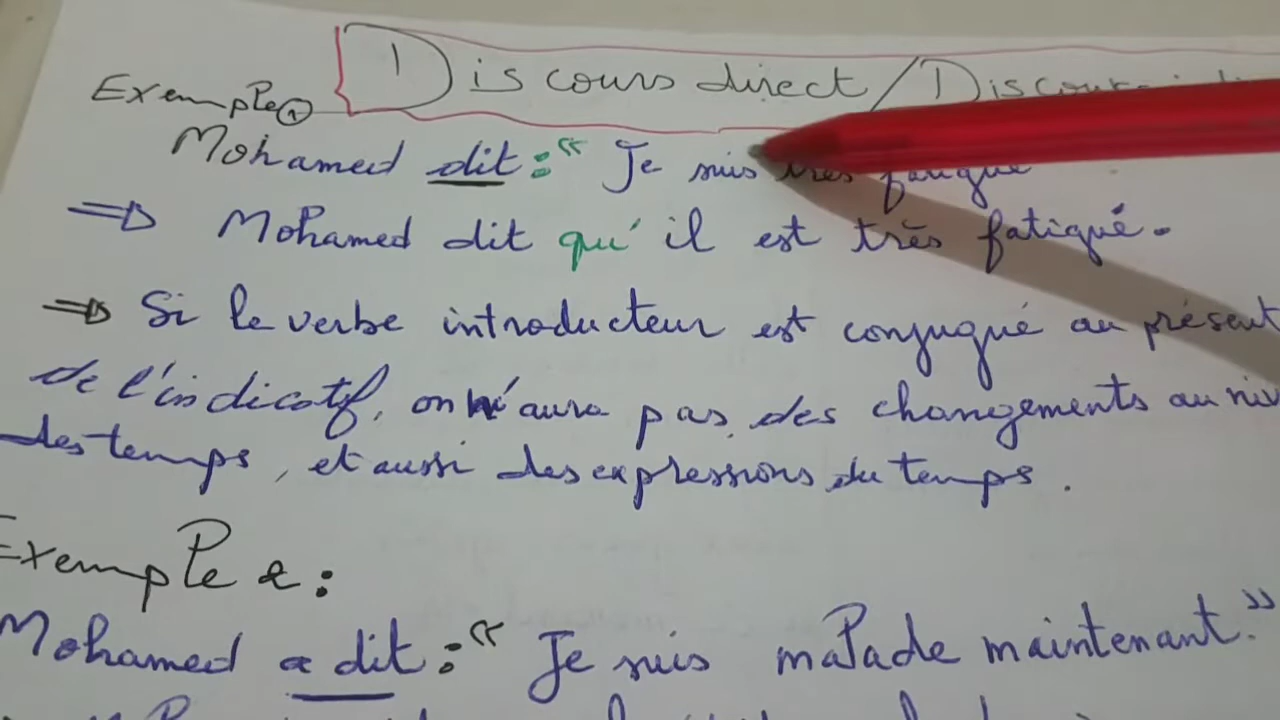 Discours direct / Discours
Exemple 1
Mohamed dit : « Je suis très fatigué
⇒ Mohamed dit qu' il est très fatigué.
⇒ Si le verbe introducteur est conjugué au présent
de l'indicatif, on n'aura pas des changements au niv
des temps, et aussi des expressions du temps.
Exemple 2 :
Mohamed a dit : « Je suis malade maintenant. »